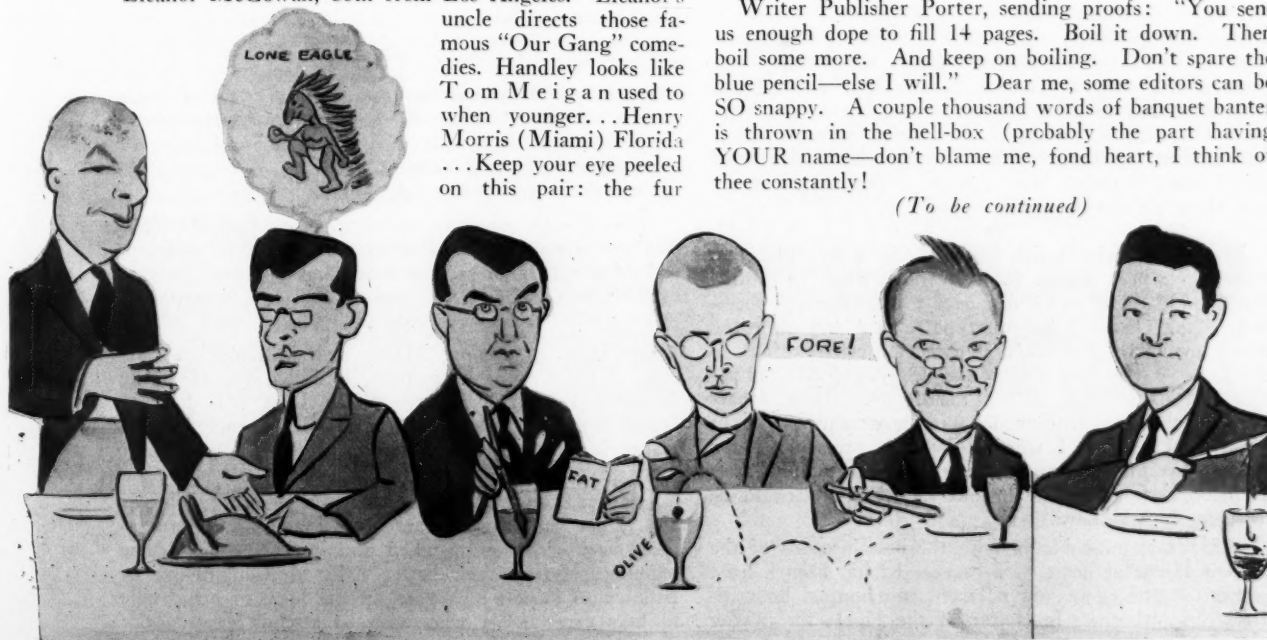 Eleanor McGowan, both from Los Angeles. Eleanor's
uncle directs those fa-
mous "Our Gang" come-
dies. Handley looks like
Tom Meigan used to
when younger. . . Henry
Morris (Miami) Florida
. . . Keep your eye peeled
on this pair: the fur
Writer Publisher Porter, sending proofs: "You sen
us enough dope to fill 14 pages. Boil it down. Then
boil some more. And keep on boiling. Don't spare the
blue pencil—else I will." Dear me, some editors can be
SO snappy. A couple thousand words of banquet banter
is thrown in the hell-box (probably the part having
YOUR name—don't blame me, fond heart, I think of
thee constantly!
(To be continued)
LONE EAGLE
FORE!
FAT
OLIVE